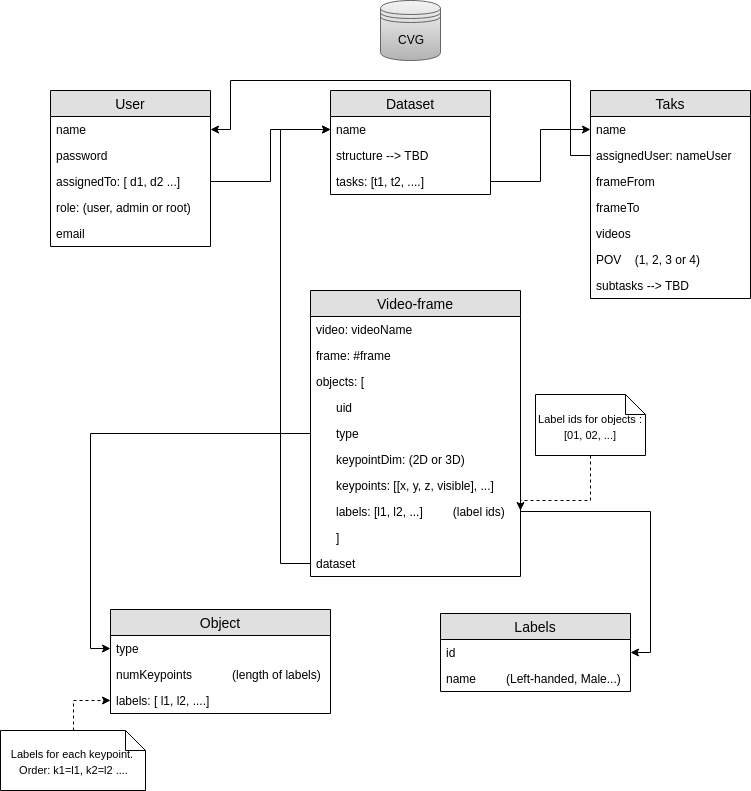 CVG
User
name
password
assignedTo: [ d1, d2 ...]
role: (user, admin or root)
email
Dataset
name
structure --> TBD
tasks: [t1, t2, ....]
Taks
name
assignedUser: nameUser
frameFrom
frameTo
videos
POV (1, 2, 3 or 4)
subtasks --> TBD
Video-frame
video: videoName
frame: #frame
objects: [
uid
type
keypointDim: (2D or 3D)
keypoints: [[x, y, z, visible], ...]
labels: [l1, l2, ...] (label ids)
]
dataset
Label ids for objects :
[01, 02, ...]
Object
type
numKeypoints (length of labels)
labels: [ l1, l2, ....]
Labels
id
name (Left-handed, Male...)
Labels for each keypoint.
Order: k1=l1, k2=l2 ....